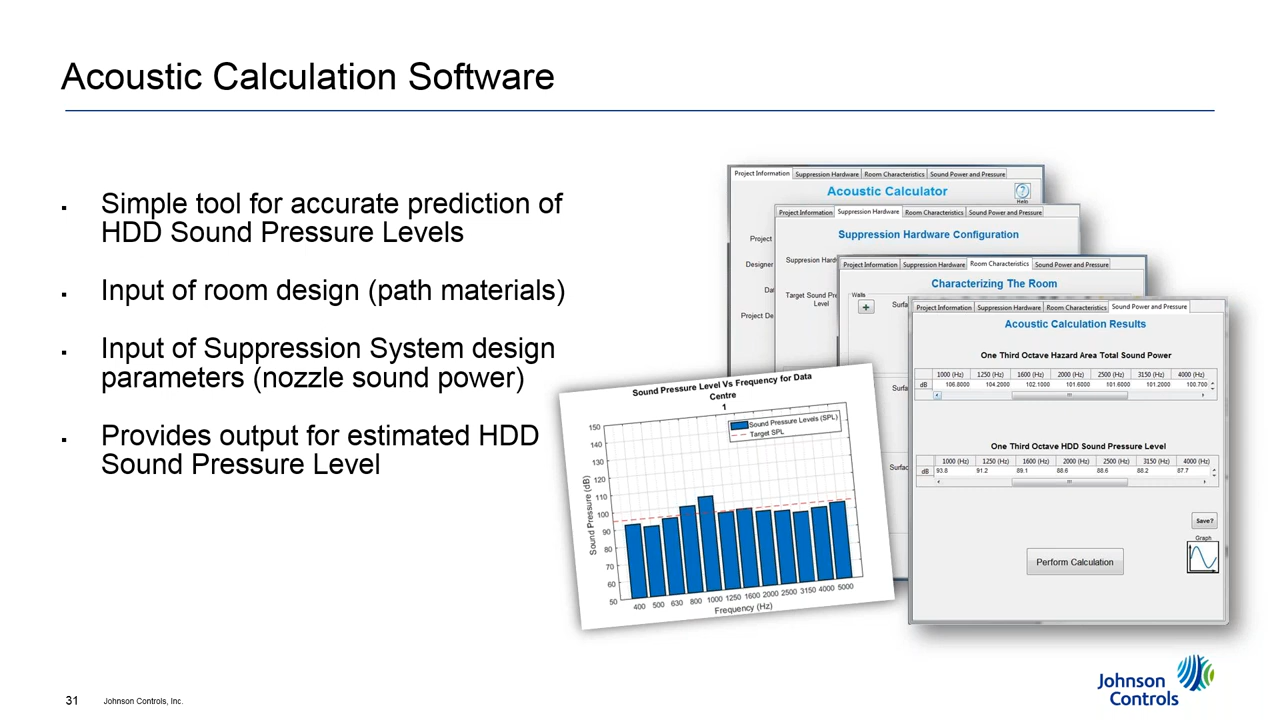 Acoustic Calculation Software
▪ Simple tool for accurate prediction of
HDD Sound Pressure Levels
▪ Input of room design (path materials)
▪ Input of Suppression System design
parameters (nozzle sound power)
▪ Provides output for estimated HDD
Sound Pressure Level
Project Information Suppression Hardware Room Characteristics Sound Power and Pressure
Acoustic Calculator
?
Help
Project
Designer
Project De
Project Information Suppression Hardware Room Characteristics Sound Power and Pressure
Suppression Hardware Configuration
Suppresion Hard
Target Sound Pre
Level
Project Information Suppression Hardware Room Characteristics Sound Power and Pressure
Characterizing The Room
Walls
+
Surfa
Surfa
Surfac
Project Information Suppression Hardware Room Characteristics Sound Power and Pressure
Acoustic Calculation Results
One Third Octave Hazard Area Total Sound Power
1000 (Hz) 1250 (Hz) 1600 (Hz) 2000 (Hz) 2500 (Hz) 3150 (Hz) 4000 (Hz)
dB 106.8000 104.2000 102.1000 101.6000 101.6000 101.2000 100.700
One Third Octave HDD Sound Pressure Level
1000 (Hz) 1250 (Hz) 1600 (Hz) 2000 (Hz) 2500 (Hz) 3150 (Hz) 4000 (Hz)
dB 93.8 91.2 89.1 88.6 88.6 88.2 87.7
Save?
Graph
Perform Calculation
Sound Pressure Level Vs Frequency for Data
Centre
1
Sound Pressure Levels (SPL)
Target SPL
Sound Pressure (dB)
150
140
130
120
110
100
90
80
70
60
50
400 500 630 800 1000 1250 1600 2000 2500 3150 4000 5000
Frequency (Hz)
31 Johnson Controls, Inc.
Johnson
Controls